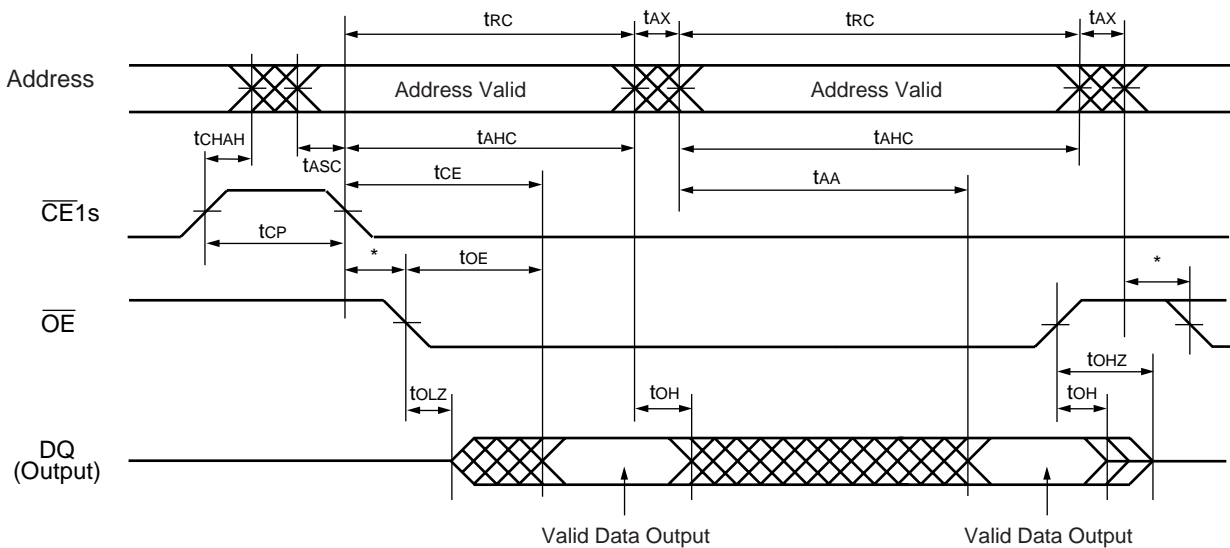 tRC tAX tRC tAX
Address Address Valid Address Valid
tCHAH tASC tAHC tAHC
tCE tAA
CE1s
tCP * tOE *
OE
tOLZ tOH tOHZ
tOH
DQ
(Output)
Valid Data Output Valid Data Output